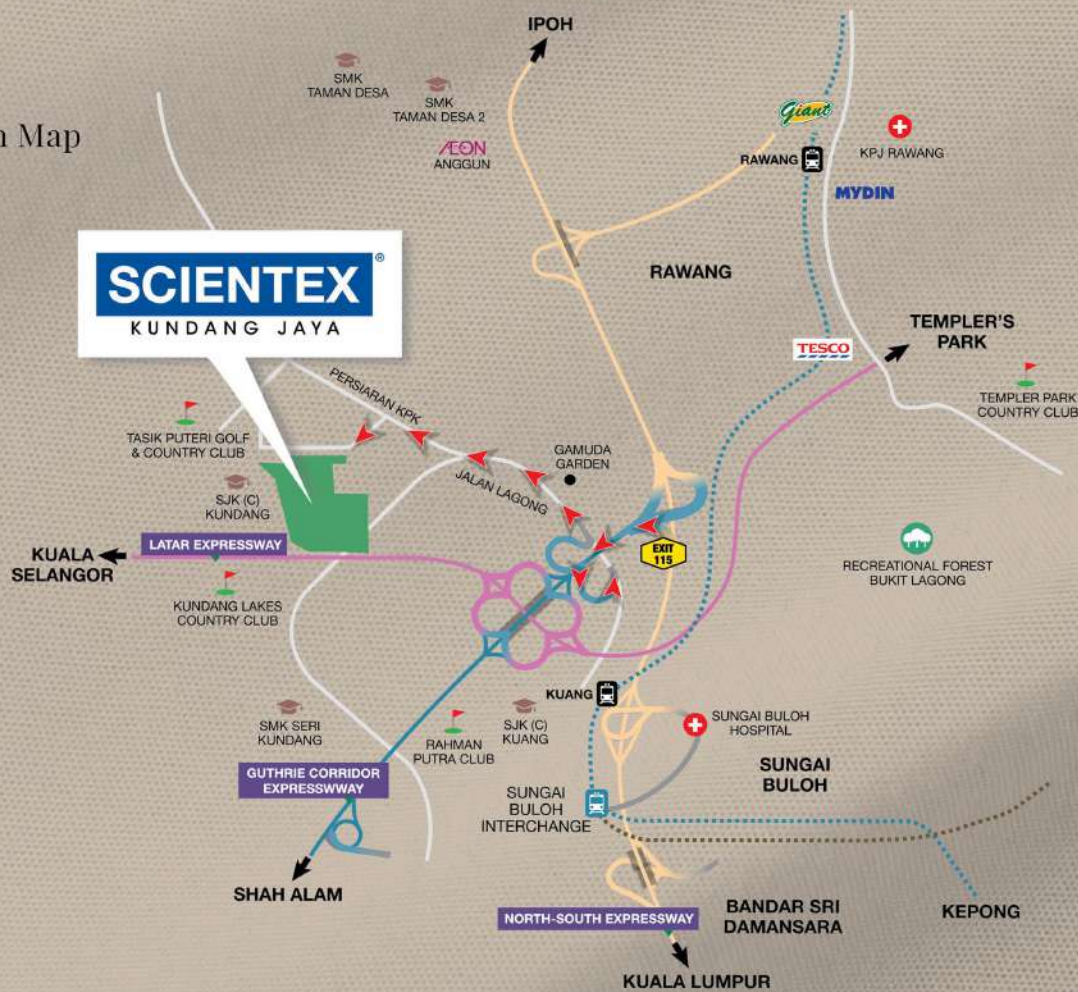 n Map
IPOH
SMK
TAMAN DESA
SMK
TAMAN DESA 2
ÆON
ANGGUN
Giant
RAWANG
KPJ RAWANG
MYDIN
SCIENTEX®
KUNDANG JAYA
RAWANG
TEMPLER'S
PARK
TESCO
TEMPLER PARK
COUNTRY CLUB
PERSIARAN KPK
TASIK PUTERI GOLF
& COUNTRY CLUB
GAMUDA
GARDEN
JALAN LAGONG
SJK (C)
KUNDANG
LATAR EXPRESSWAY
KUALA
SELANGOR
EXIT
115
RECREATIONAL FOREST
BUKIT LAGONG
KUNDANG LAKES
COUNTRY CLUB
KUANG
SMK SERI
KUNDANG
RAHMAN
PUTRA CLUB
SJK (C)
KUANG
SUNGAI BULOH
HOSPITAL
SUNGAI
BULOH
GUTHRIE CORRIDOR
EXPRESSWWAY
SUNGAI
BULOH
INTERCHANGE
SHAH ALAM
NORTH-SOUTH EXPRESSWAY
BANDAR SRI
DAMANSARA
KEPONG
KUALA LUMPUR